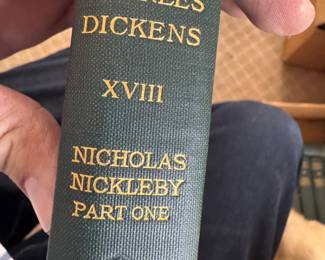 DICKENS
XVIII
NICHOLAS
NICKLEBY
PART ONE